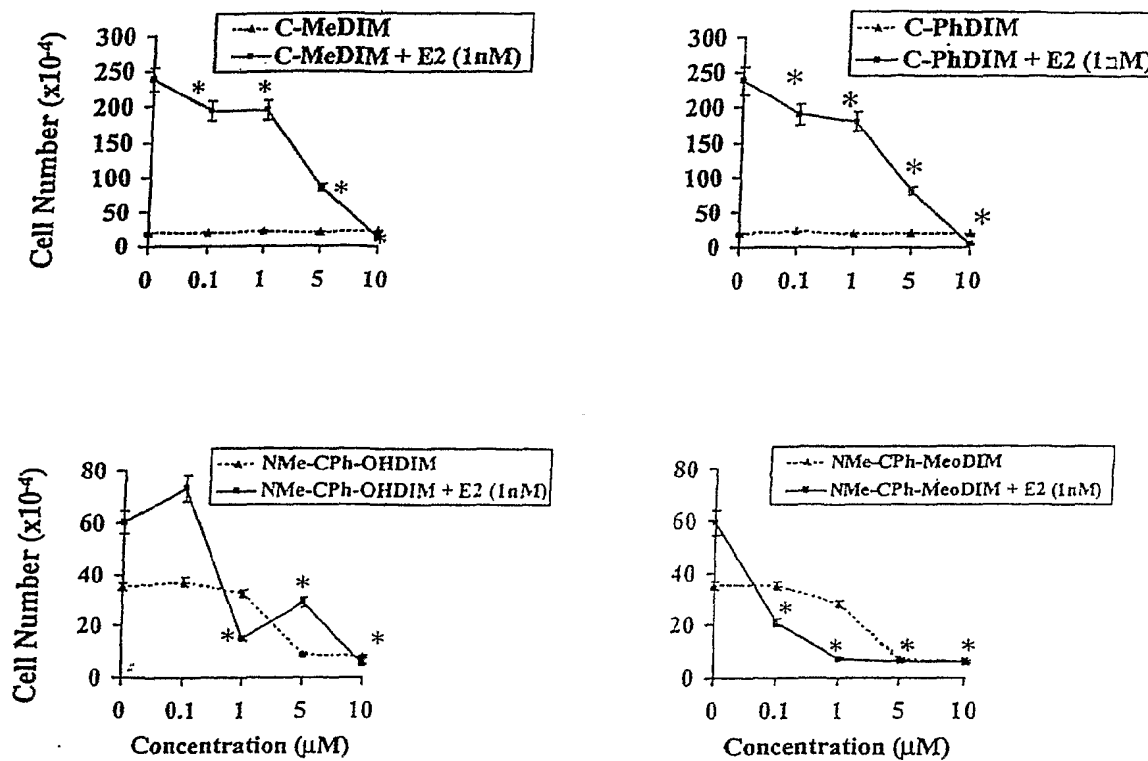 C-MeDIM
C-MeDIM + E2 (1nM)
Cell Number (x10-4)
300
250
200
150
100
50
0
* * * *
0 0.1 1 5 10
C-PhDIM
C-PhDIM + E2 (1nM)
300
250
200
150
100
50
0
* * * *
0 0.1 1 5 10
NMe-CPh-OHDIM
NMe-CPh-OHDIM + E2 (1nM)
Cell Number (x10-4)
80
60
40
20
0
* * *
0 0.1 1 5 10
Concentration (µM)
NMe-CPh-MeoDIM
NMe-CPh-MeoDIM + E2 (1nM)
80
60
40
20
0
* * * *
0 0.1 1 5 10
Concentration (µM)